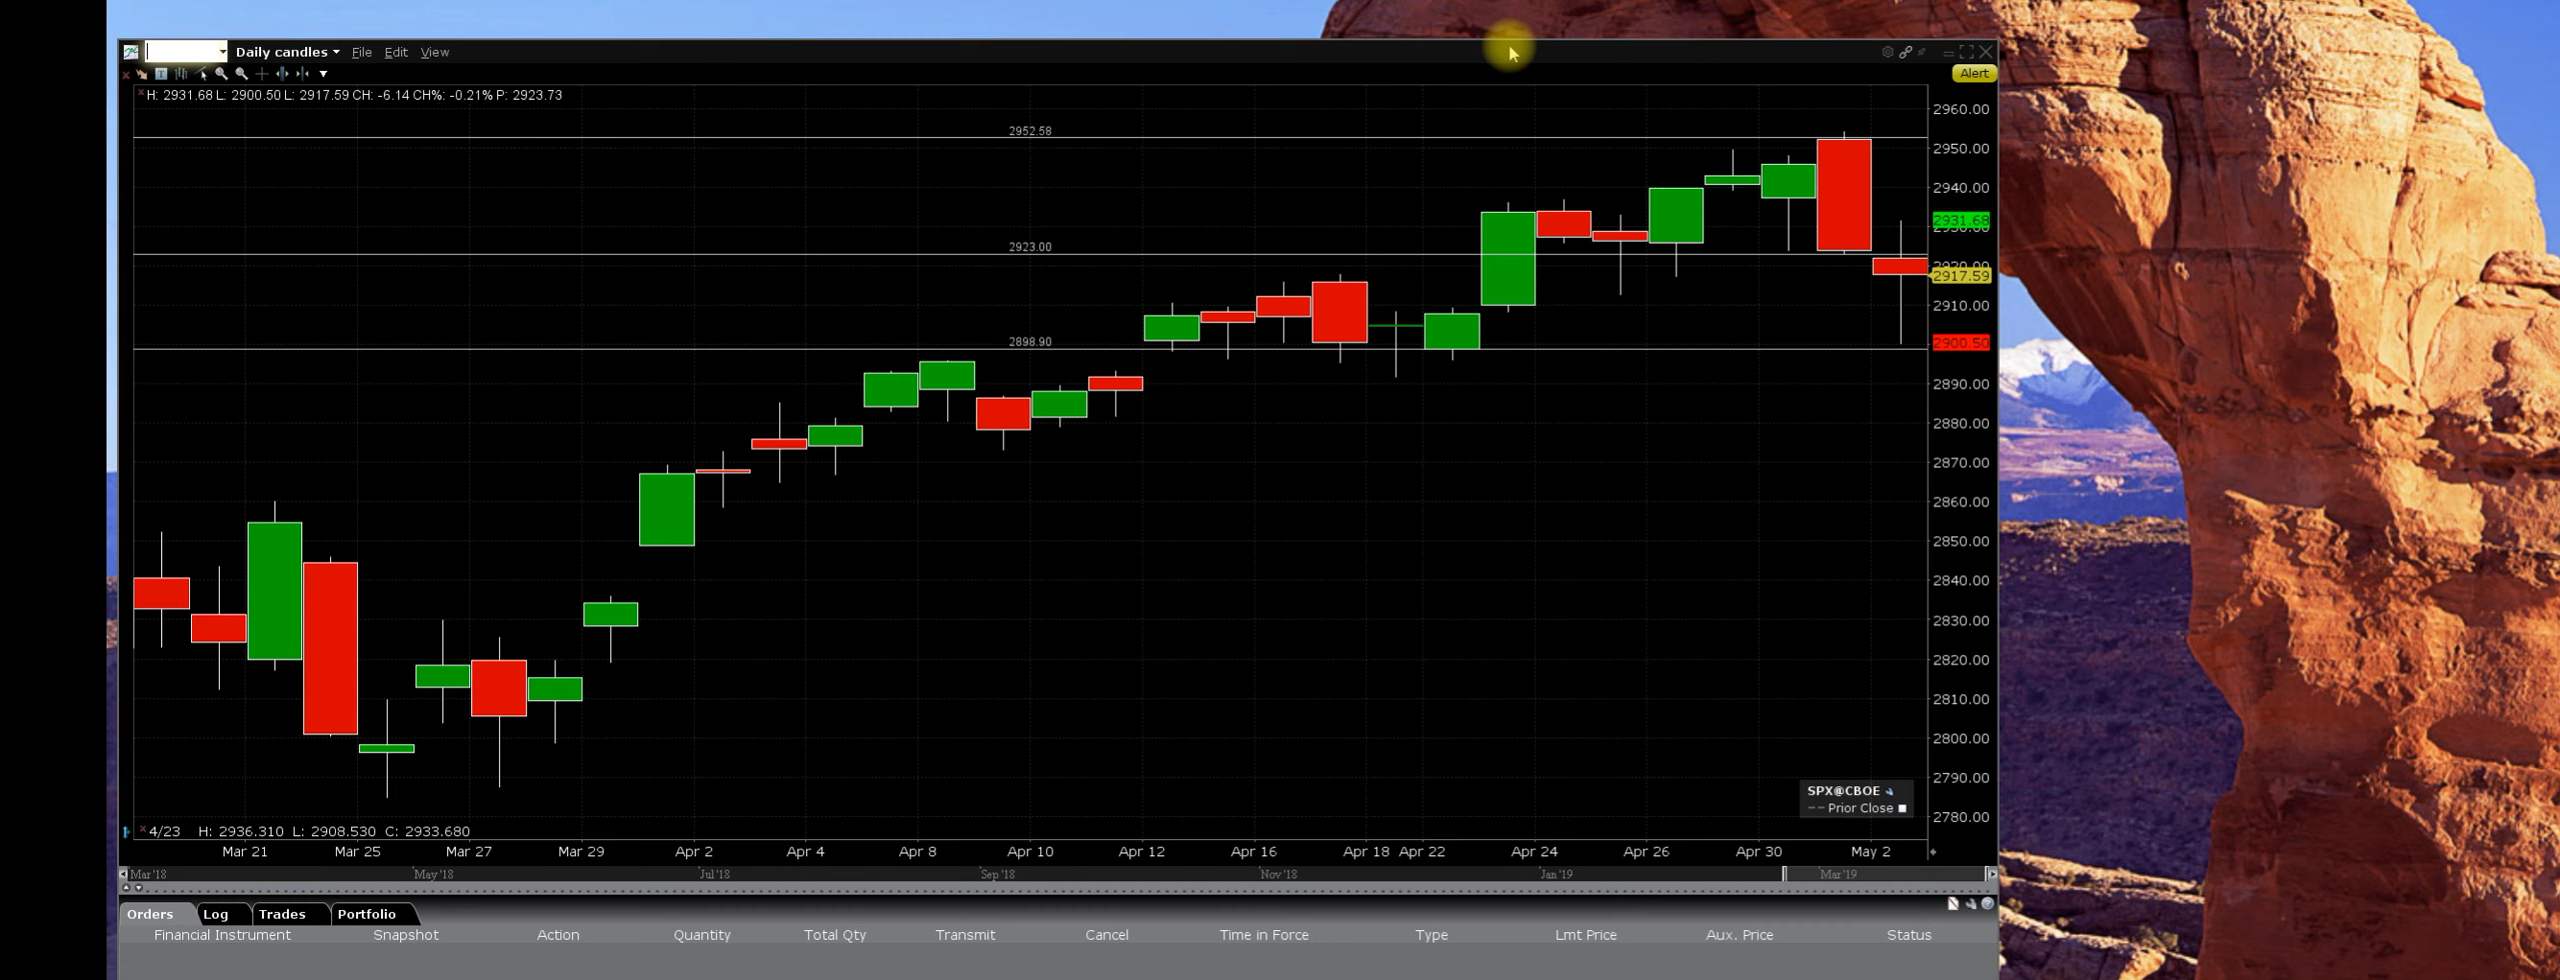 Daily candles File Edit View
Alert
H: 2931.68 L: 2900.50 L: 2917.59 CH: -6.14 CH%: -0.21% P: 2923.73
2960.00
2952.58
2950.00
2940.00
2931.68
2930.00
2923.00
2920.00
2917.59
2910.00
2898.90
2900.50
2890.00
2880.00
2870.00
2860.00
2850.00
2840.00
2830.00
2820.00
2810.00
2800.00
2790.00
SPX@CBOE
Prior Close
2780.00
4/23 H: 2936.310 L: 2908.530 C: 2933.680
Mar 21 Mar 25 Mar 27 Mar 29 Apr 2 Apr 4 Apr 8 Apr 10 Apr 12 Apr 16 Apr 18 Apr 22 Apr 24 Apr 26 Apr 30 May 2
Mar '18 May '18 Jul '18 Sep '18 Nov '18 Jan '19 Mar '19
Orders Log Trades Portfolio
Financial Instrument Snapshot Action Quantity Total Qty Transmit Cancel Time in Force Type Lmt Price Aux. Price Status